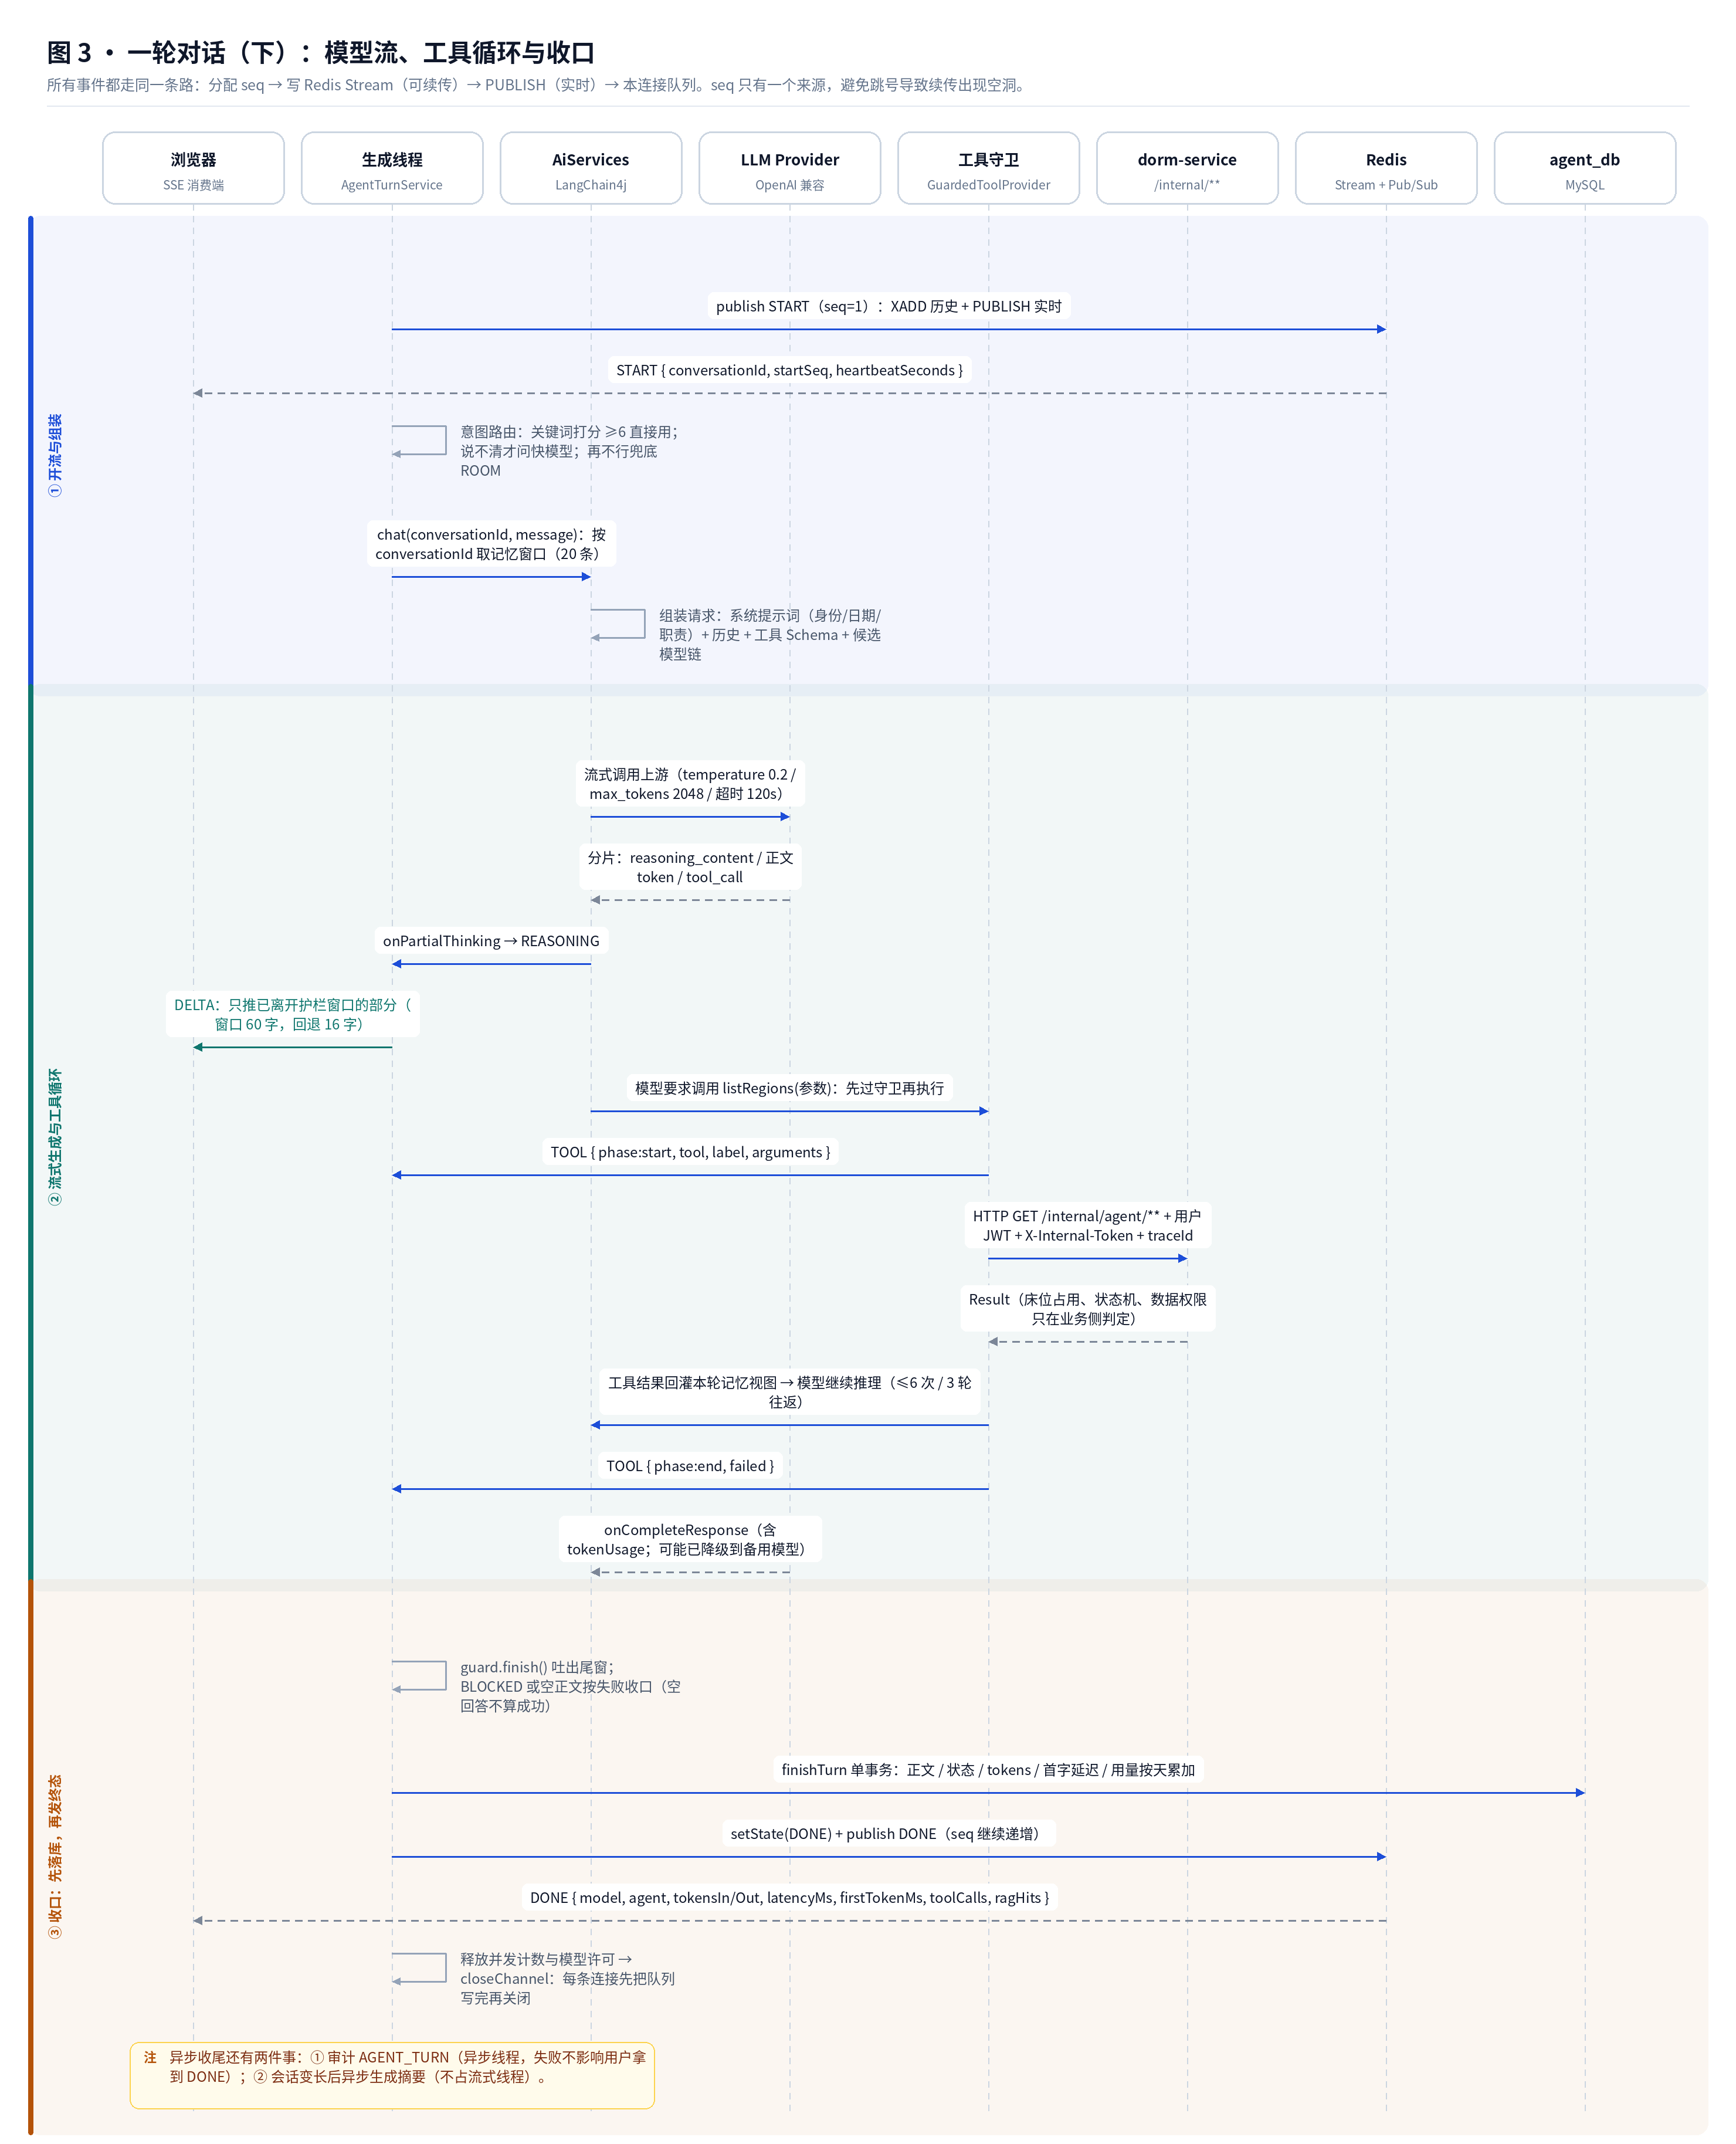 图 3 · 一轮对话（下）：模型流、工具循环与收口
所有事件都走同一条路：分配 seq → 写 Redis Stream（可续传）→ PUBLISH（实时）→ 本连接队列。seq 只有一个来源，避免跳号导致续传出现空洞。
浏览器
SSE 消费端
生成线程
AgentTurnService
AiServices
LangChain4j
LLM Provider
OpenAI 兼容
工具守卫
GuardedToolProvider
dorm-service
/internal/**
Redis
Stream + Pub/Sub
agent_db
MySQL
① 开流与组装
publish START（seq=1）：XADD 历史 + PUBLISH 实时
START { conversationId, startSeq, heartbeatSeconds }
意图路由：关键词打分 ≥6 直接用；
说不清才问快模型；再不行兜底
ROOM
chat(conversationId, message)：按
conversationId 取记忆窗口（20 条）
组装请求：系统提示词（身份/日期/
职责）+ 历史 + 工具 Schema + 候选
模型链
② 流式生成与工具循环
流式调用上游（temperature 0.2 /
max_tokens 2048 / 超时 120s）
分片：reasoning_content / 正文
token / tool_call
onPartialThinking → REASONING
DELTA：只推已离开护栏窗口的部分（
窗口 60 字，回退 16 字）
模型要求调用 listRegions(参数)：先过守卫再执行
TOOL { phase:start, tool, label, arguments }
HTTP GET /internal/agent/** + 用户
JWT + X-Internal-Token + traceId
Result（床位占用、状态机、数据权限
只在业务侧判定）
工具结果回灌本轮记忆视图 → 模型继续推理（≤6 次 / 3 轮
往返）
TOOL { phase:end, failed }
onCompleteResponse（含
tokenUsage；可能已降级到备用模型）
③ 收口：先落库，再发终态
guard.finish() 吐出尾窗；
BLOCKED 或空正文按失败收口（空
回答不算成功）
finishTurn 单事务：正文 / 状态 / tokens / 首字延迟 / 用量按天累加
setState(DONE) + publish DONE（seq 继续递增）
DONE { model, agent, tokensIn/Out, latencyMs, firstTokenMs, toolCalls, ragHits }
释放并发计数与模型许可 →
closeChannel：每条连接先把队列
写完再关闭
注 异步收尾还有两件事：① 审计 AGENT_TURN（异步线程，失败不影响用户拿
到 DONE）；② 会话变长后异步生成摘要（不占流式线程）。